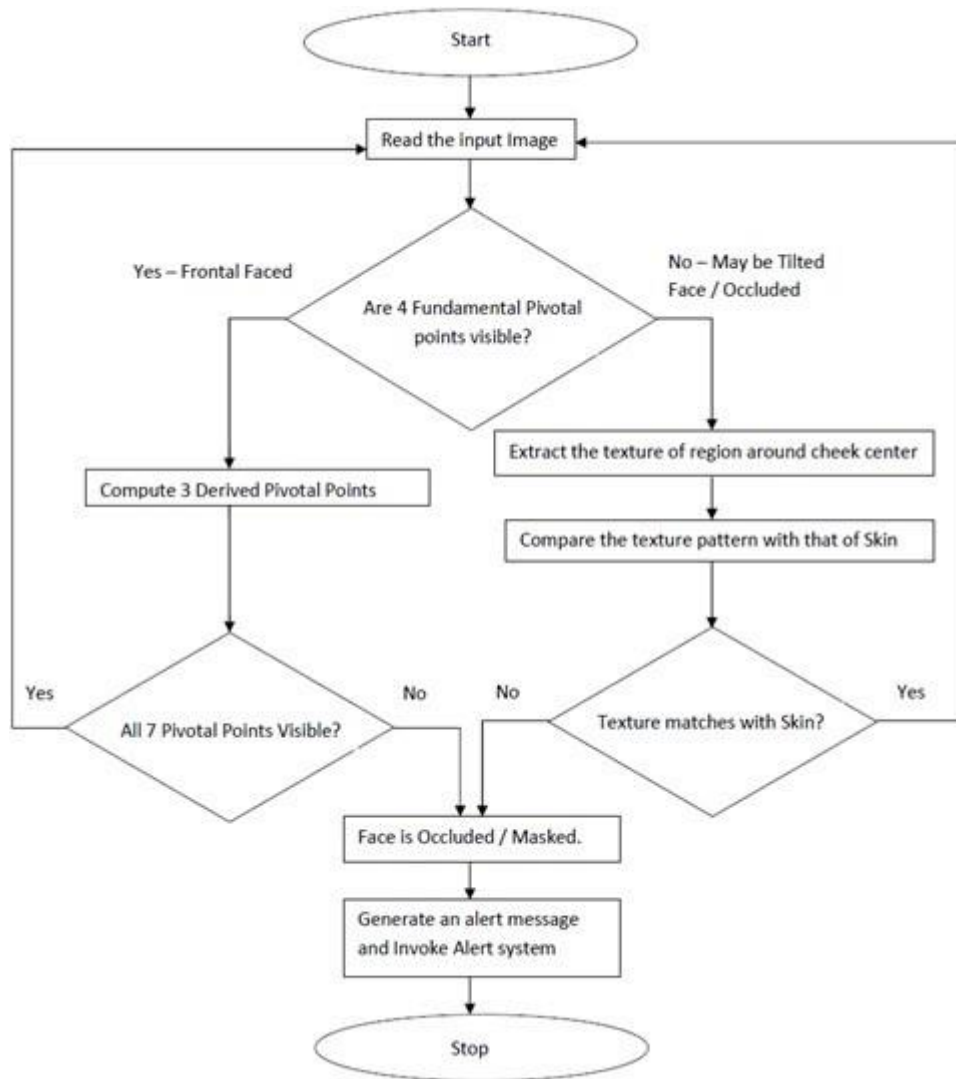 Start
Read the input Image
Yes – Frontal Faced
No – May be Tilted
Face / Occluded
Are 4 Fundamental Pivotal
points visible?
Extract the texture of region around cheek center
Compute 3 Derived Pivotal Points
Compare the texture pattern with that of Skin
Yes
No
No
Yes
All 7 Pivotal Points Visible?
Texture matches with Skin?
Face is Occluded / Masked.
Generate an alert message
and Invoke Alert system
Stop